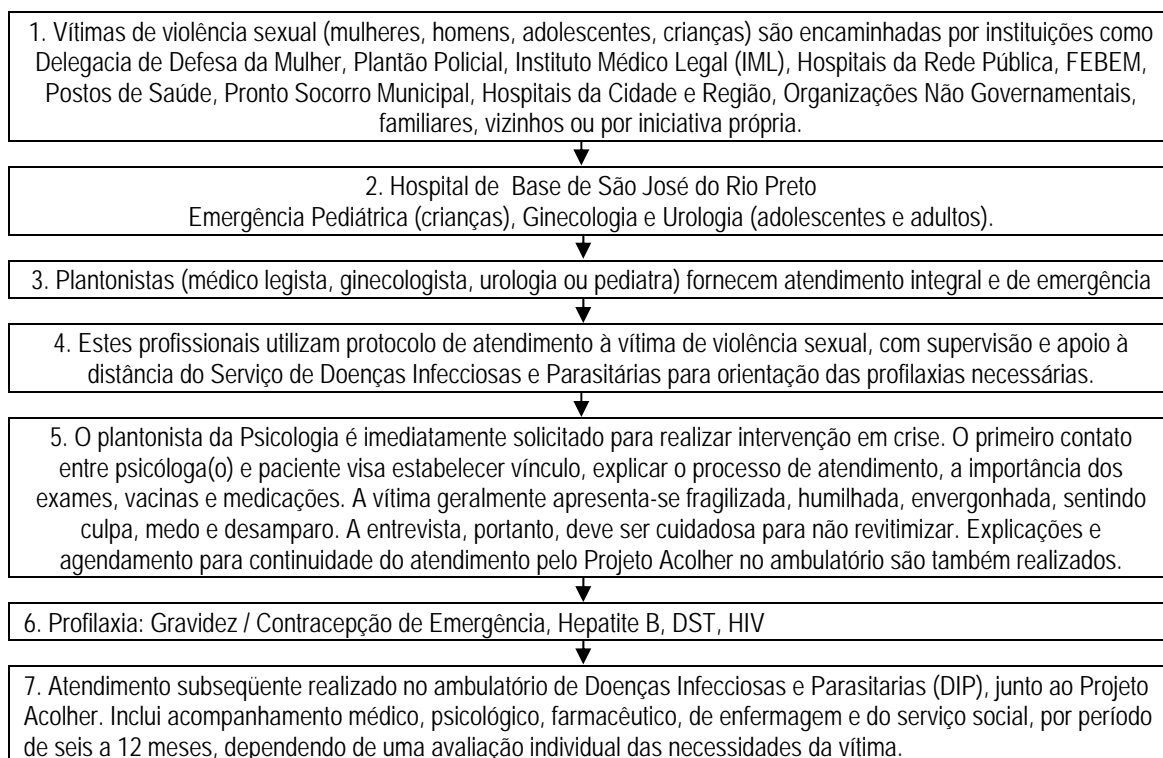 1. Vítimas de violência sexual (mulheres, homens, adolescentes, crianças) são encaminhadas por instituições como
Delegacia de Defesa da Mulher, Plantão Policial, Instituto Médico Legal (IML), Hospitais da Rede Pública, FEBEM,
Postos de Saúde, Pronto Socorro Municipal, Hospitais da Cidade e Região, Organizações Não Governamentais,
familiares, vizinhos ou por iniciativa própria.
2. Hospital de Base de São José do Rio Preto
Emergência Pediátrica (crianças), Ginecologia e Urologia (adolescentes e adultos).
3. Plantonistas (médico legista, ginecologista, urologia ou pediatra) fornecem atendimento integral e de emergência
4. Estes profissionais utilizam protocolo de atendimento à vítima de violência sexual, com supervisão e apoio à
distância do Serviço de Doenças Infecciosas e Parasitárias para orientação das profilaxias necessárias.
5. O plantonista da Psicologia é imediatamente solicitado para realizar intervenção em crise. O primeiro contato
entre psicóloga(o) e paciente visa estabelecer vínculo, explicar o processo de atendimento, a importância dos
exames, vacinas e medicações. A vítima geralmente apresenta-se fragilizada, humilhada, envergonhada, sentindo
culpa, medo e desamparo. A entrevista, portanto, deve ser cuidadosa para não revitimizar. Explicações e
agendamento para continuidade do atendimento pelo Projeto Acolher no ambulatório são também realizados.
6. Profilaxia: Gravidez / Contracepção de Emergência, Hepatite B, DST, HIV
7. Atendimento subseqüente realizado no ambulatório de Doenças Infecciosas e Parasitarias (DIP), junto ao Projeto
Acolher. Inclui acompanhamento médico, psicológico, farmacêutico, de enfermagem e do serviço social, por período
de seis a 12 meses, dependendo de uma avaliação individual das necessidades da vítima.